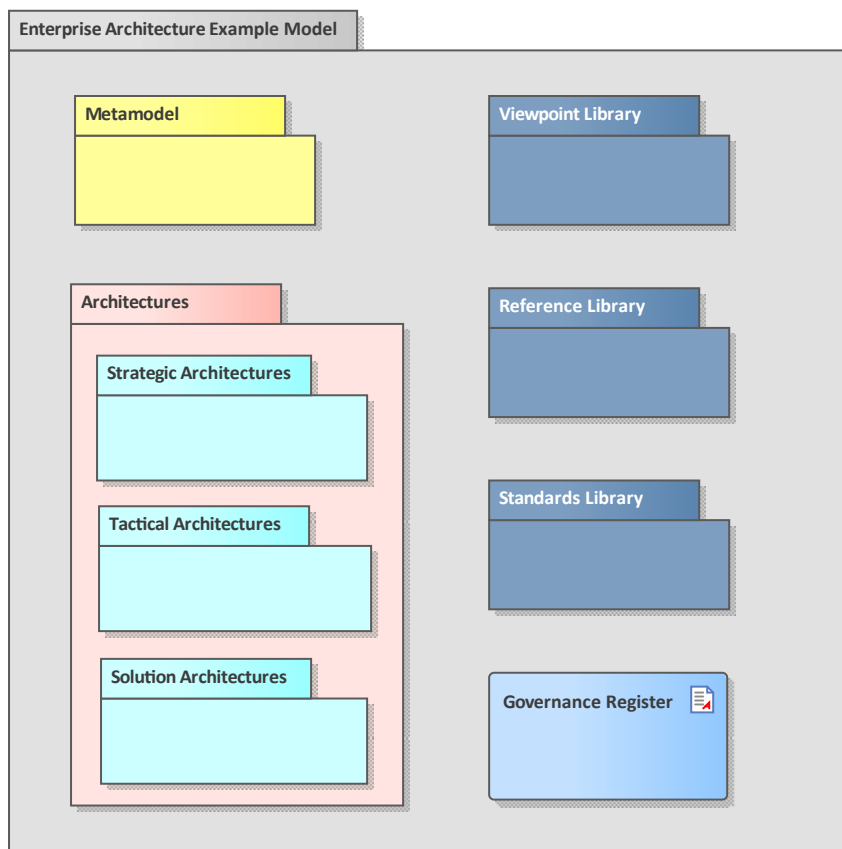 Enterprise Architecture Example Model
Metamodel
Viewpoint Library
Architectures
Reference Library
Strategic Architectures
Tactical Architectures
Standards Library
Solution Architectures
Governance Register